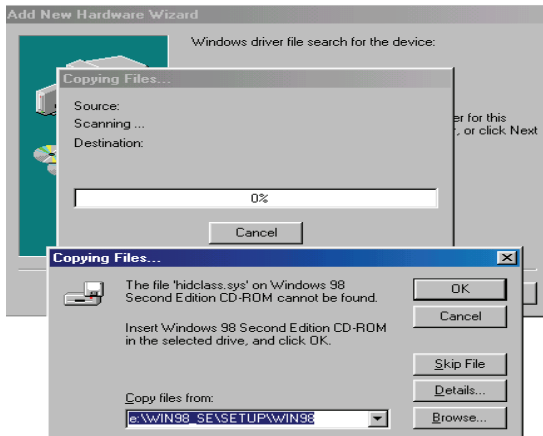 Add New Hardware Wizard
Windows driver file search for the device:
Copying Files...
Source:
Scanning ...
Destination:
er for this
, or click Next
0%
Cancel
Copying Files...
The file 'hidclass.sys' on Windows 98
Second Edition CD-ROM cannot be found.
Insert Windows 98 Second Edition CD-ROM
in the selected drive, and click OK.
OK
Cancel
Skip File
Details...
Copy files from:
e:\WIN98_SE\SETUP\WIN98
Browse...